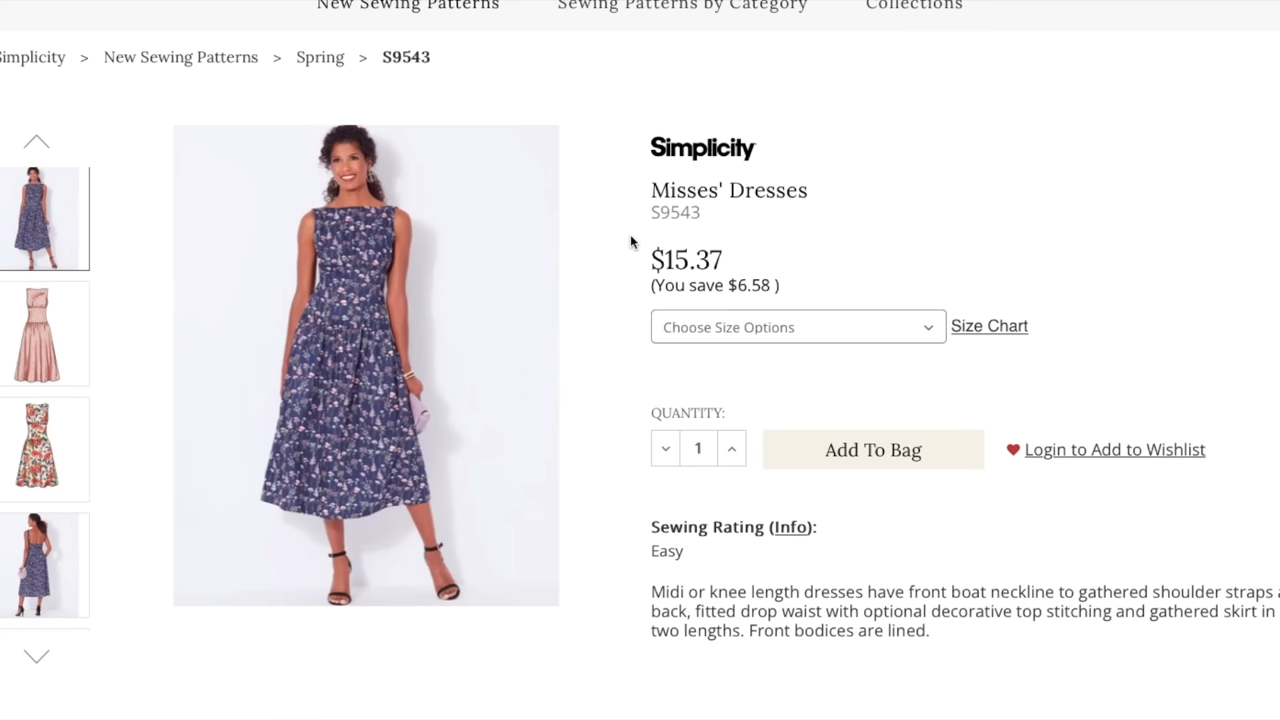 New Sewing Patterns Sewing Patterns by Category Collections
Simplicity > New Sewing Patterns > Spring > S9543
Simplicity
Misses' Dresses
S9543
$15.37
(You save $6.58 )
Choose Size Options Size Chart
QUANTITY:
1 Add To Bag Login to Add to Wishlist
Sewing Rating (Info):
Easy
Midi or knee length dresses have front boat neckline to gathered shoulder straps
back, fitted drop waist with optional decorative top stitching and gathered skirt in
two lengths. Front bodices are lined.